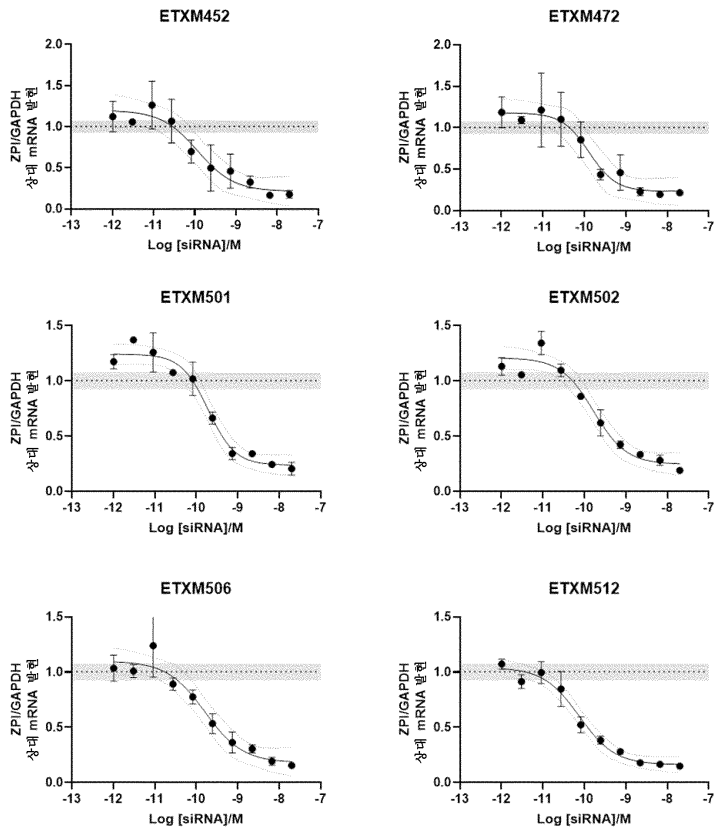 ETXM452
ZPI/GAPDH
상대 mRNA 발현
2.0
1.5
1.0
0.5
0.0
-13 -12 -11 -10 -9 -8 -7
Log [siRNA]/M
ETXM472
ZPI/GAPDH
상대 mRNA 발현
2.0
1.5
1.0
0.5
0.0
-13 -12 -11 -10 -9 -8 -7
Log [siRNA]/M
ETXM501
ZPI/GAPDH
상대 mRNA 발현
1.5
1.0
0.5
0.0
-13 -12 -11 -10 -9 -8 -7
Log [siRNA]/M
ETXM502
ZPI/GAPDH
상대 mRNA 발현
1.5
1.0
0.5
0.0
-13 -12 -11 -10 -9 -8 -7
Log [siRNA]/M
ETXM506
ZPI/GAPDH
상대 mRNA 발현
1.5
1.0
0.5
0.0
-13 -12 -11 -10 -9 -8 -7
Log [siRNA]/M
ETXM512
ZPI/GAPDH
상대 mRNA 발현
1.5
1.0
0.5
0.0
-13 -12 -11 -10 -9 -8 -7
Log [siRNA]/M